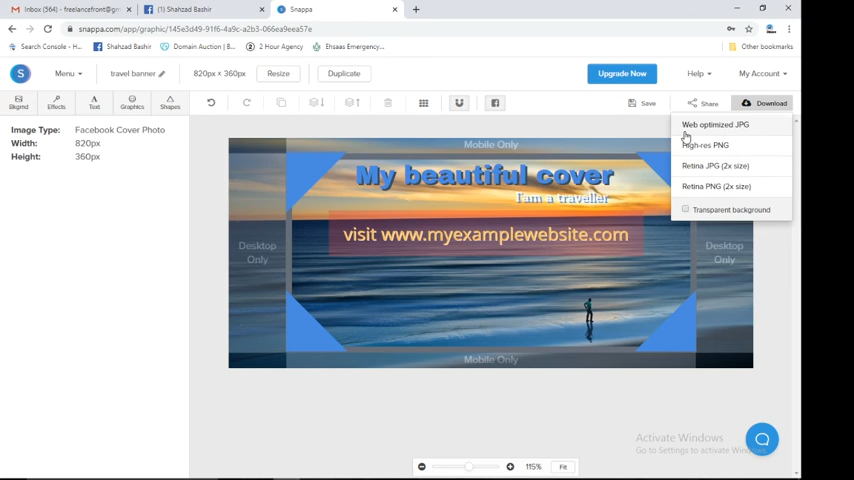 Inbox (564) - freelancefront@gm
(1) Shahzad Bashir
Snappa
snappa.com/app/graphic/145e3d49-91f6-4a9c-a2b3-066ea9eea57e
Search Console - H...
Shahzad Bashir
Domain Auction | B...
2 Hour Agency
Ehsaas Emergency...
Other bookmarks
S
Menu
travel banner
820px × 360px
Resize
Duplicate
Upgrade Now
Help
My Account
Bkgrnd
Effects
Text
Graphics
Shapes
Save
Share
Download
Image Type: Facebook Cover Photo
Width: 820px
Height: 360px
Web optimized JPG
High-res PNG
Retina JPG (2x size)
Retina PNG (2x size)
Transparent background
Mobile Only
My beautiful cover
I'am a traveller
visit www.myexamplewebsite.com
Desktop
Only
Desktop
Only
Mobile Only
Activate Windows
Go to Settings to activate Windows.
115%
Fit